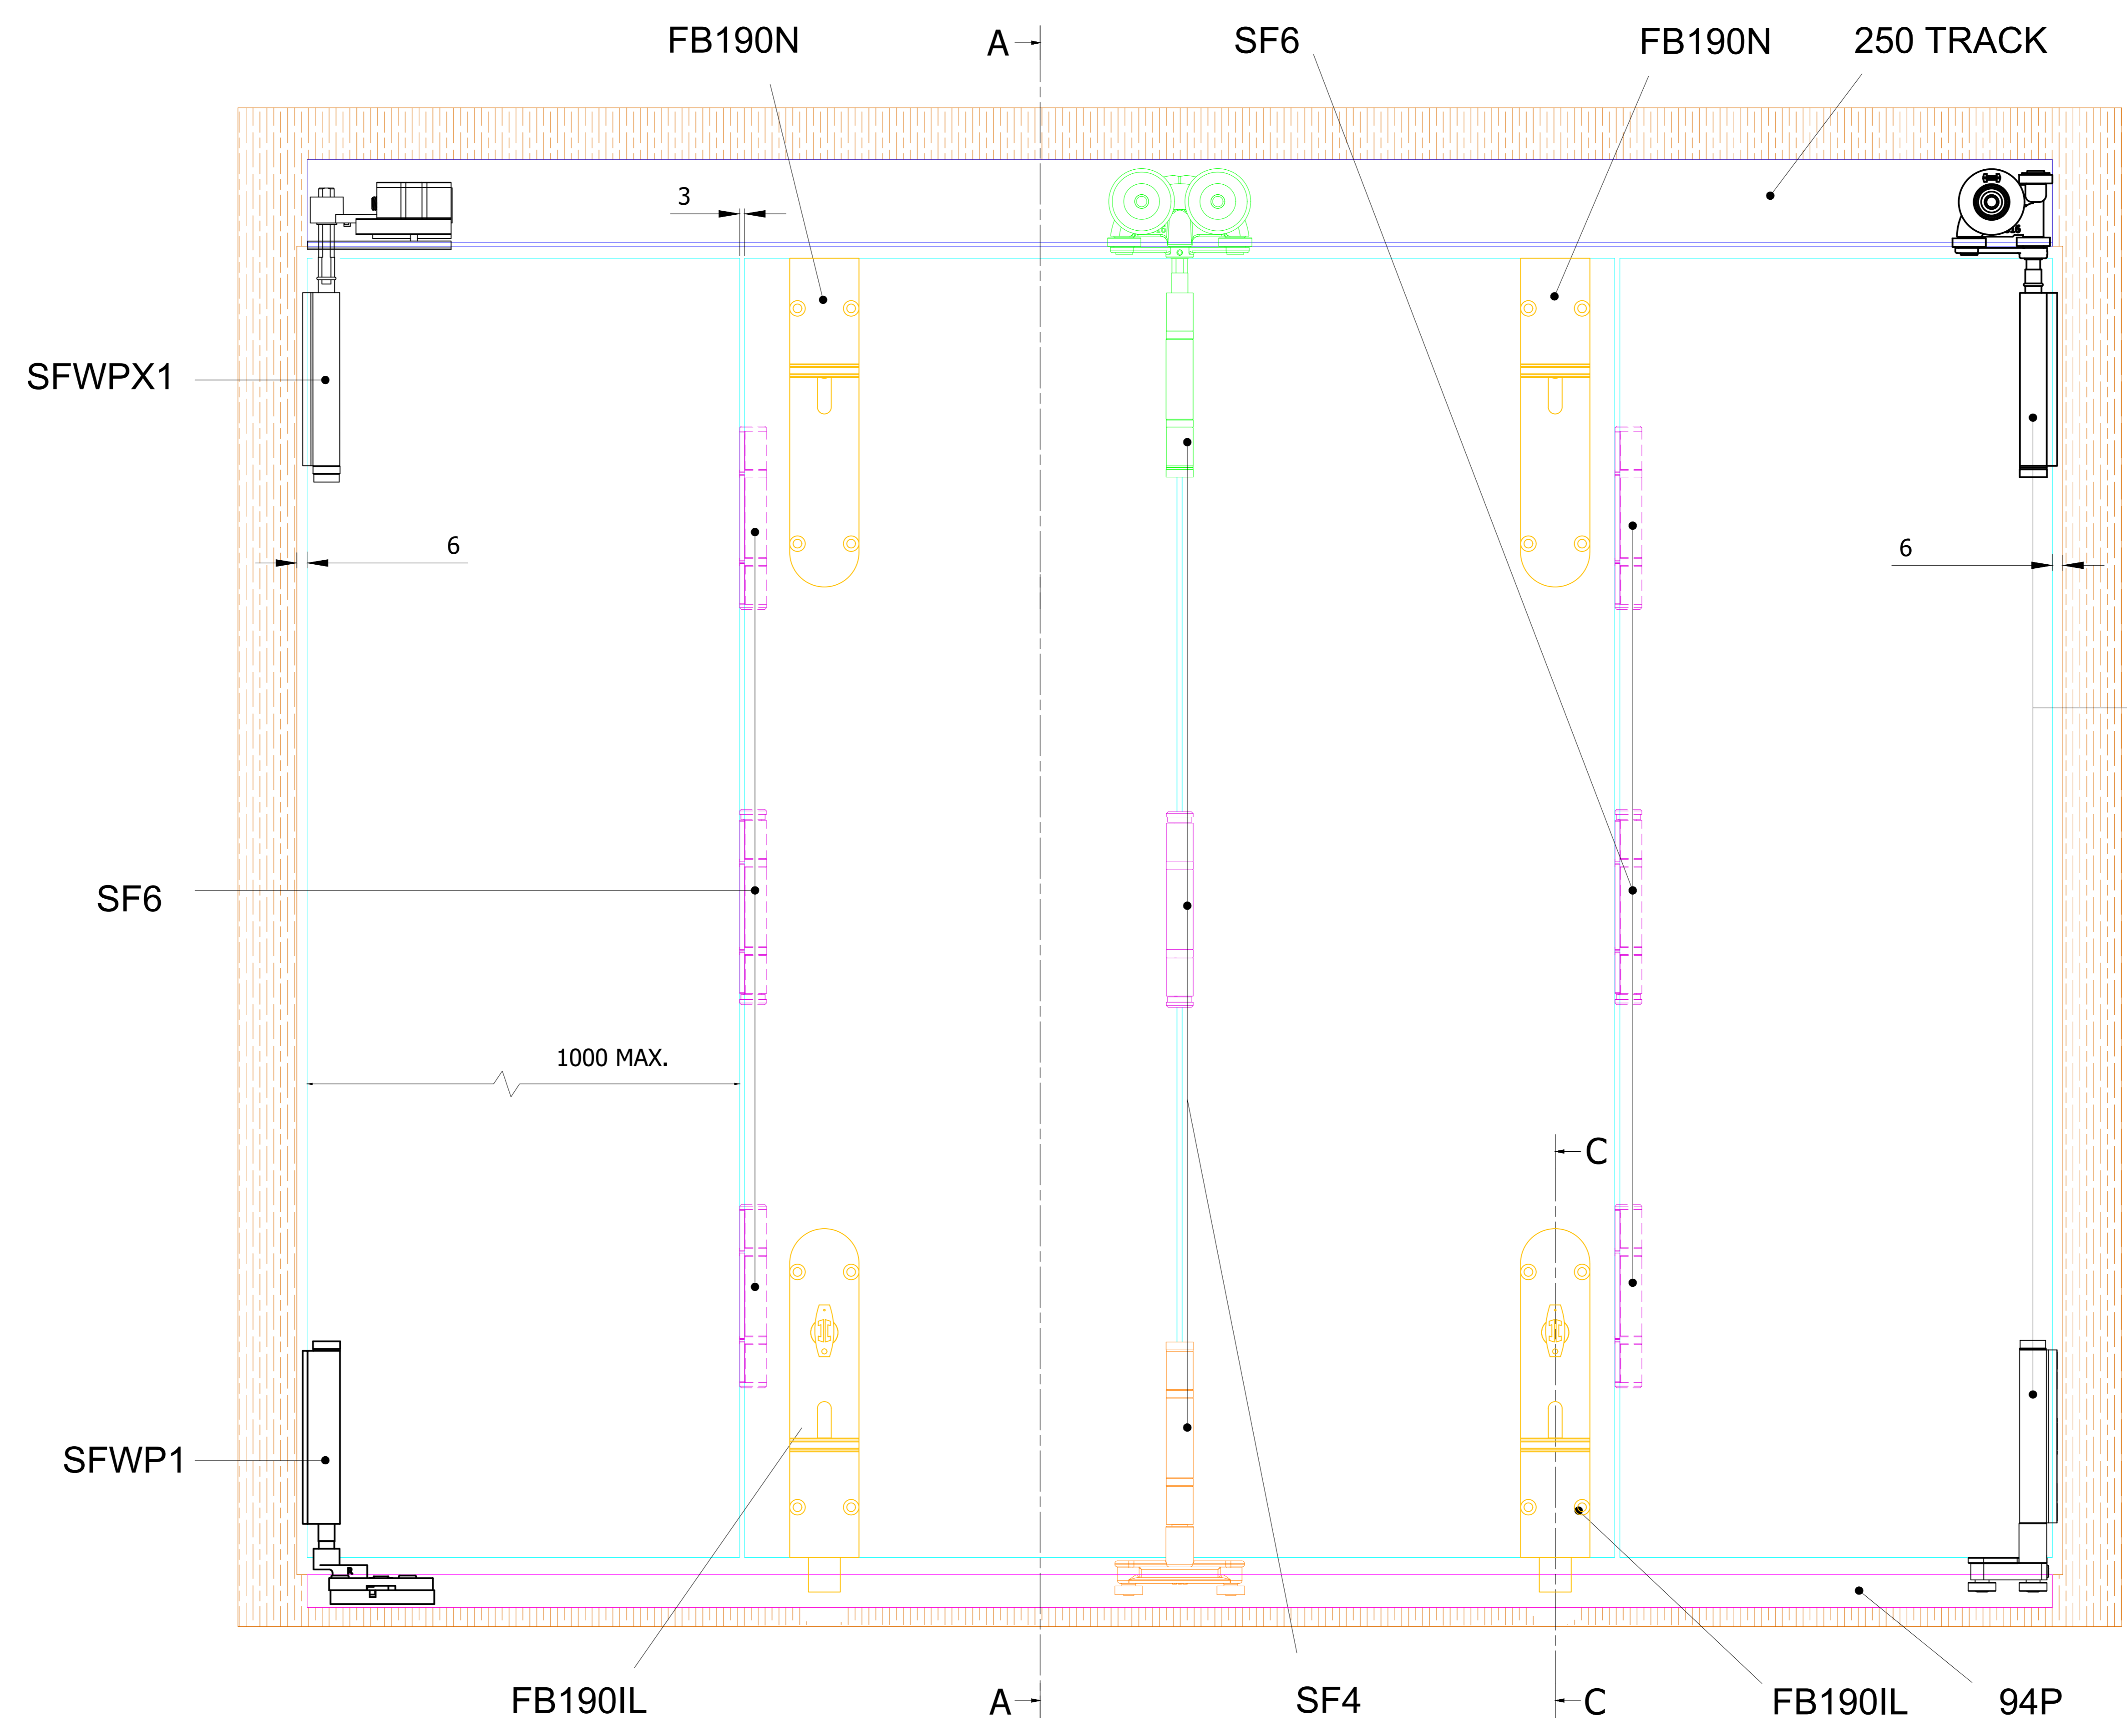 FB190N
A
SF6
FB190N
250 TRACK
3
SFWPX1
6
6
SF6
1000 MAX.
C
SFWP1
FB190IL
A
SF4
C
FB190IL
94P